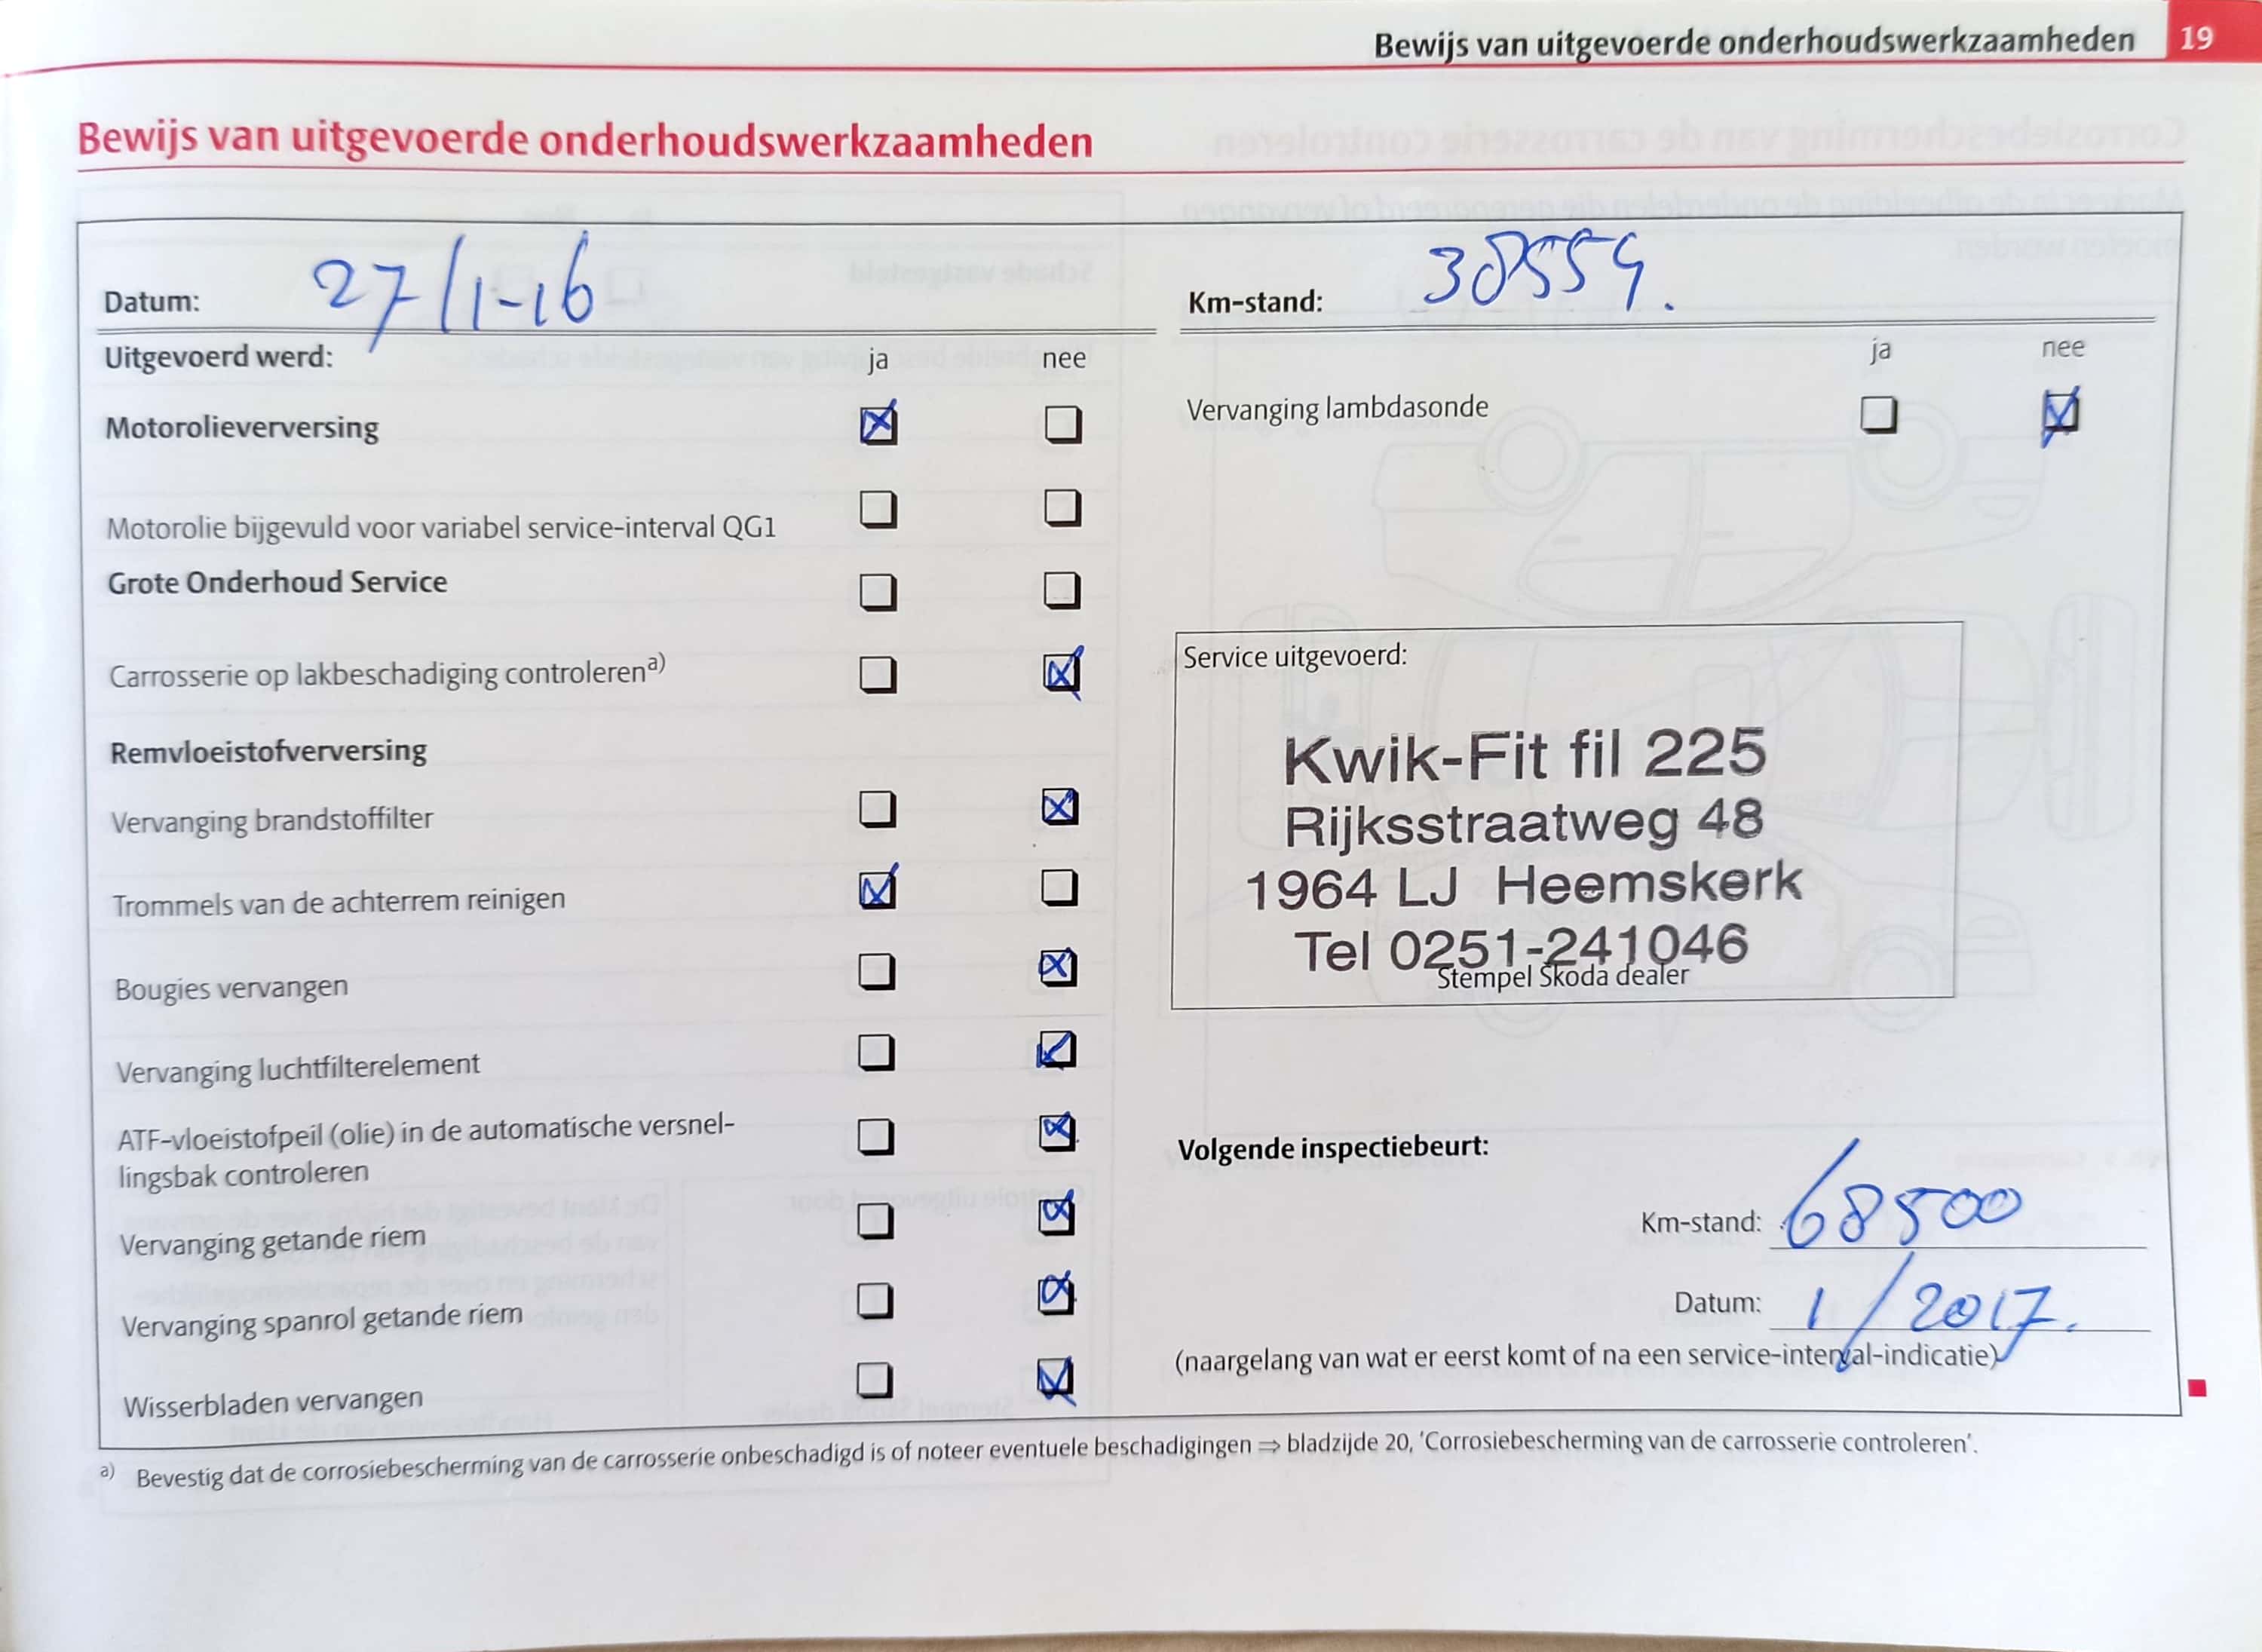 Bewijs van uitgevoerde onderhoudswerkzaamheden 19
Bewijs van uitgevoerde onderhoudswerkzaamheden
Datum: 27/1-16
Km-stand: 38559.
Uitgevoerd werd: ja nee
ja nee
Motorolieverversing
Vervanging lambdasonde
Motorolie bijgevuld voor variabel service-interval QG1
Grote Onderhoud Service
Carrosserie op lakbeschadiging controleren a)
Remvloeistofverversing
Vervanging brandstoffilter
Trommels van de achterrem reinigen
Bougies vervangen
Vervanging luchtfilterelement
ATF-vloeistofpeil (olie) in de automatische versnel-
lingsbak controleren
Vervanging getande riem
Vervanging spanrol getande riem
Wisserbladen vervangen
Service uitgevoerd:
Kwik-Fit fil 225
Rijksstraatweg 48
1964 LJ Heemskerk
Tel 0251-241046
Stempel Škoda dealer
Volgende inspectiebeurt:
Km-stand: 68500
Datum: 1/2017.
(naargelang van wat er eerst komt of na een service-interval-indicatie)
a) Bevestig dat de corrosiebescherming van de carrosserie onbeschadigd is of noteer eventuele beschadigingen ⇒ bladzijde 20, 'Corrosiebescherming van de carrosserie controleren'.